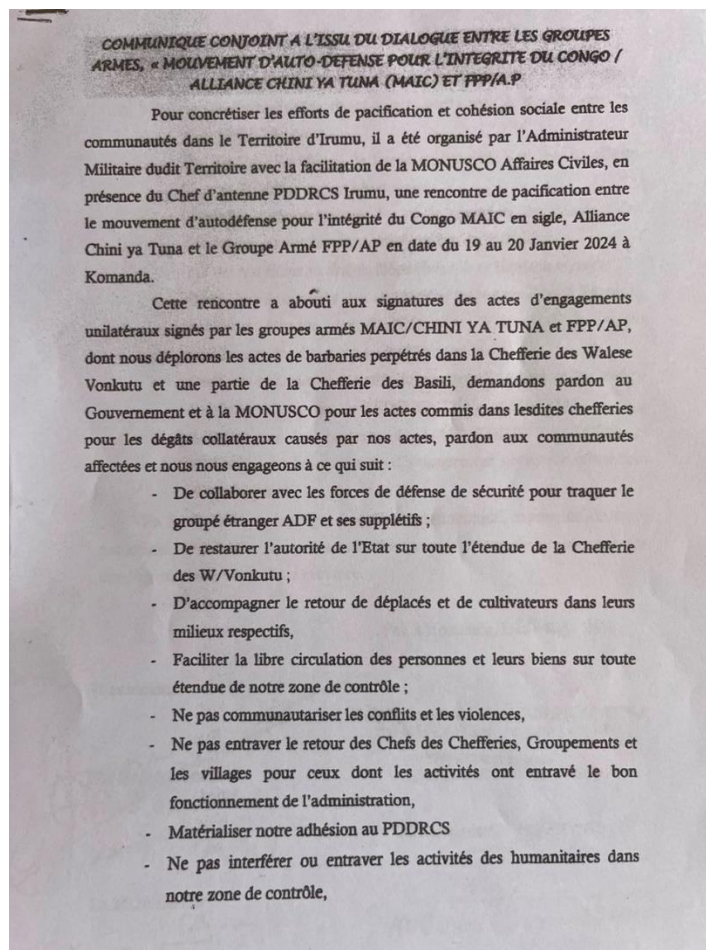 COMMUNIQUE CONJOINT A L'ISSU DU DIALOGUE ENTRE LES GROUPES
ARMES, « MOUVEMENT D'AUTO-DEFENSE POUR L'INTEGRITE DU CONGO /
ALLIANCE CHINI YA TUNA (MAIC) ET FPP/A.P
Pour concrétiser les efforts de pacification et cohésion sociale entre les
communautés dans le Territoire d'Irumu, il a été organisé par l'Administrateur
Militaire dudit Territoire avec la facilitation de la MONUSCO Affaires Civiles, en
présence du Chef d'antenne PDDRCS Irumu, une rencontre de pacification entre
le mouvement d'autodéfense pour l'intégrité du Congo MAIC en sigle, Alliance
Chini ya Tuna et le Groupe Armé FPP/AP en date du 19 au 20 Janvier 2024 à
Komanda.
Cette rencontre a abouti aux signatures des actes d'engagements
unilatéraux signés par les groupes armés MAIC/CHINI YA TUNA et FPP/AP,
dont nous déplorons les actes de barbaries perpétrés dans la Chefferie des Walese
Vonkutu et une partie de la Chefferie des Basili, demandons pardon au
Gouvernement et à la MONUSCO pour les actes commis dans lesdites chefferies
pour les dégâts collatéraux causés par nos actes, pardon aux communautés
affectées et nous nous engageons à ce qui suit :
- De collaborer avec les forces de défense de sécurité pour traquer le
groupé étranger ADF et ses supplétifs ;
- De restaurer l'autorité de l'Etat sur toute l'étendue de la Chefferie
des W/Vonkutu ;
- D'accompagner le retour de déplacés et de cultivateurs dans leurs
milieux respectifs,
- Faciliter la libre circulation des personnes et leurs biens sur toute
étendue de notre zone de contrôle ;
- Ne pas communautariser les conflits et les violences,
- Ne pas entraver le retour des Chefs des Chefferies, Groupements et
les villages pour ceux dont les activités ont entravé le bon
fonctionnement de l'administration,
- Matérialiser notre adhésion au PDDRCS
- Ne pas interférer ou entraver les activités des humanitaires dans
notre zone de contrôle,